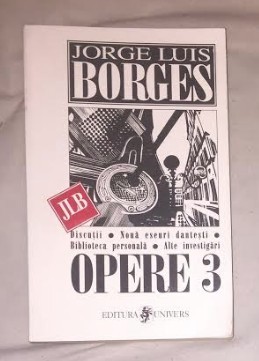 JORGE LUIS
BORGES
JLB
Discuții • Nouă eseuri dantești •
Biblioteca personală • Alte investigări
OPERE 3
EDITURA UNIVERS